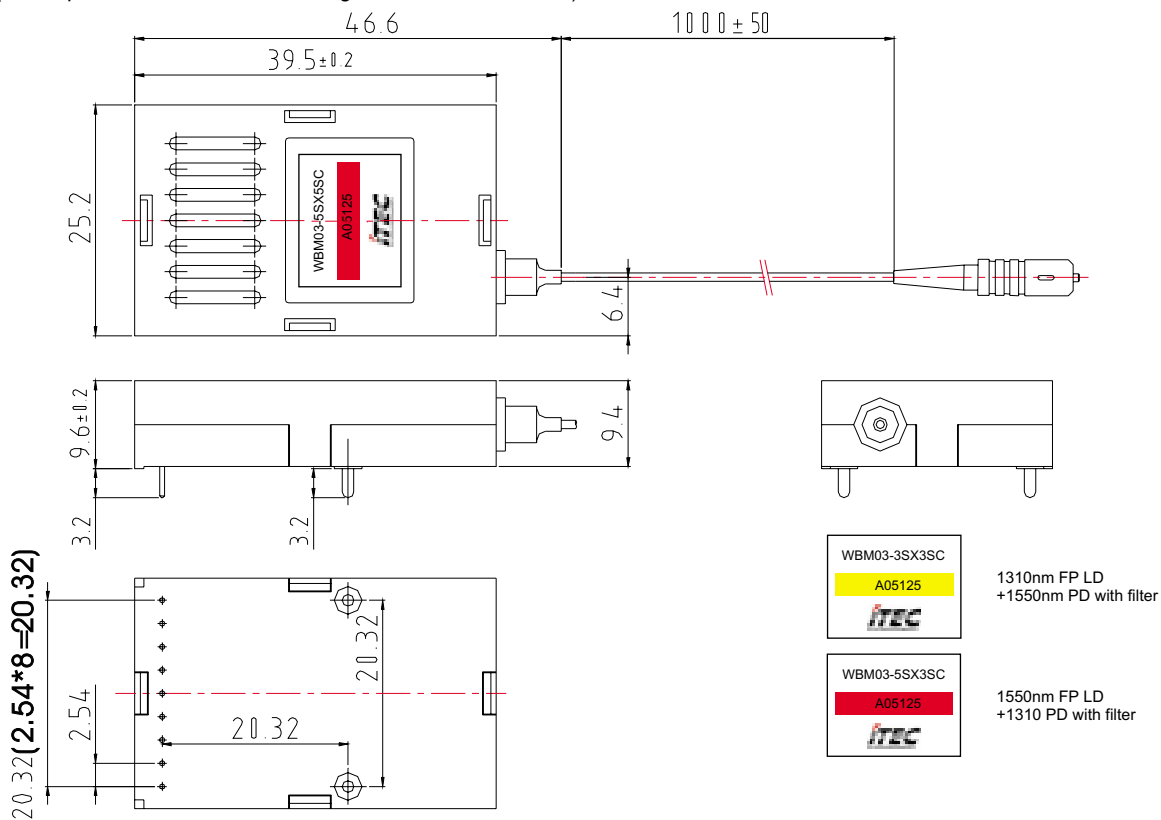 46.6
1000±50
39.5±0.2
25.2
WBM03-5SX5SC
A05125
iTEC
6.4
9.6±0.2
9.4
3.2
3.2
WBM03-3SX3SC
A05125
iTEC
1310nm FP LD
+1550nm PD with filter
WBM03-5SX3SC
A05125
iTEC
1550nm FP LD
+1310 PD with filter
20.32(2.54*8=20.32)
2.54
20.32
20.32